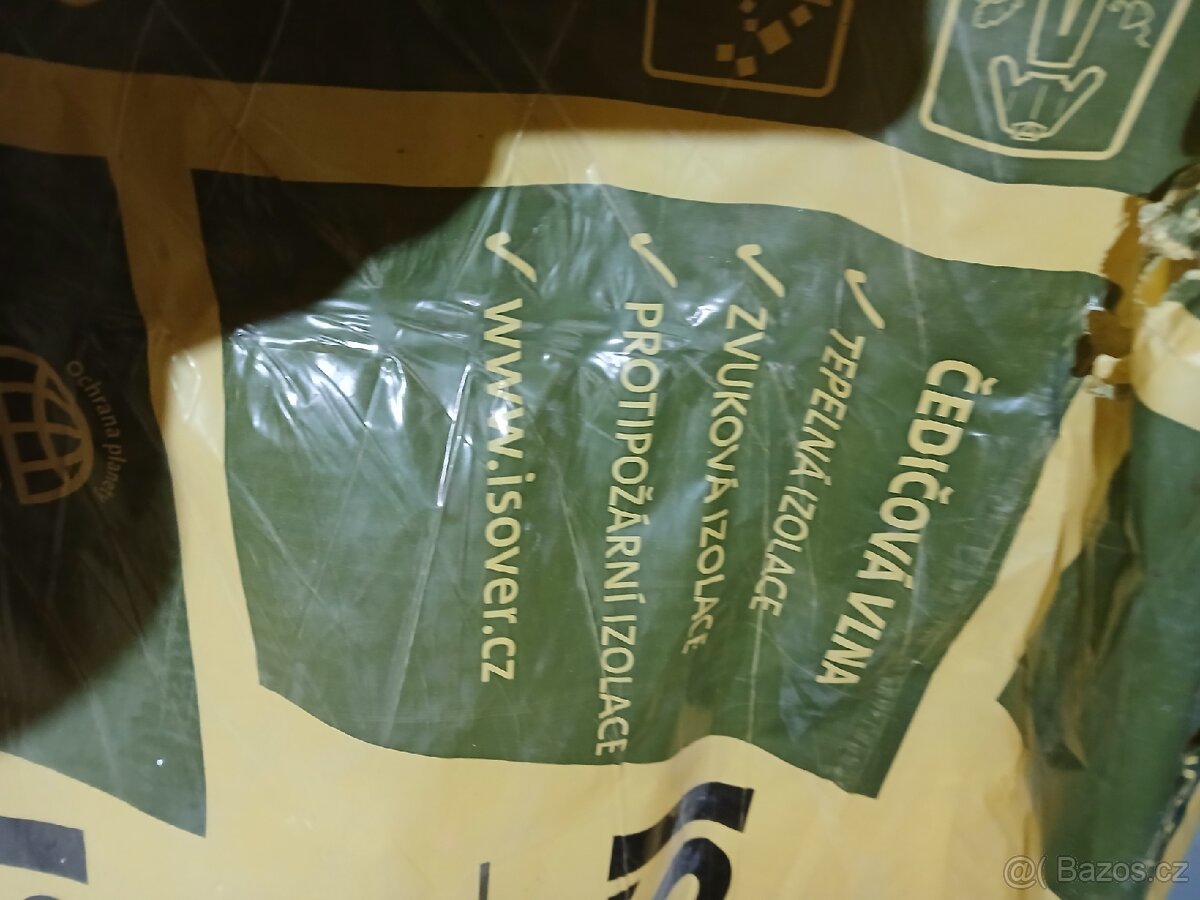 ČEDIČOVÁ VLNA
✓ TEPELNÁ IZOLACE
✓ ZVUKOVÁ IZOLACE
✓ PROTIPOŽÁRNÍ IZOLACE
✓ www.isover.cz
Ochrana planety
@( Bazos.cz